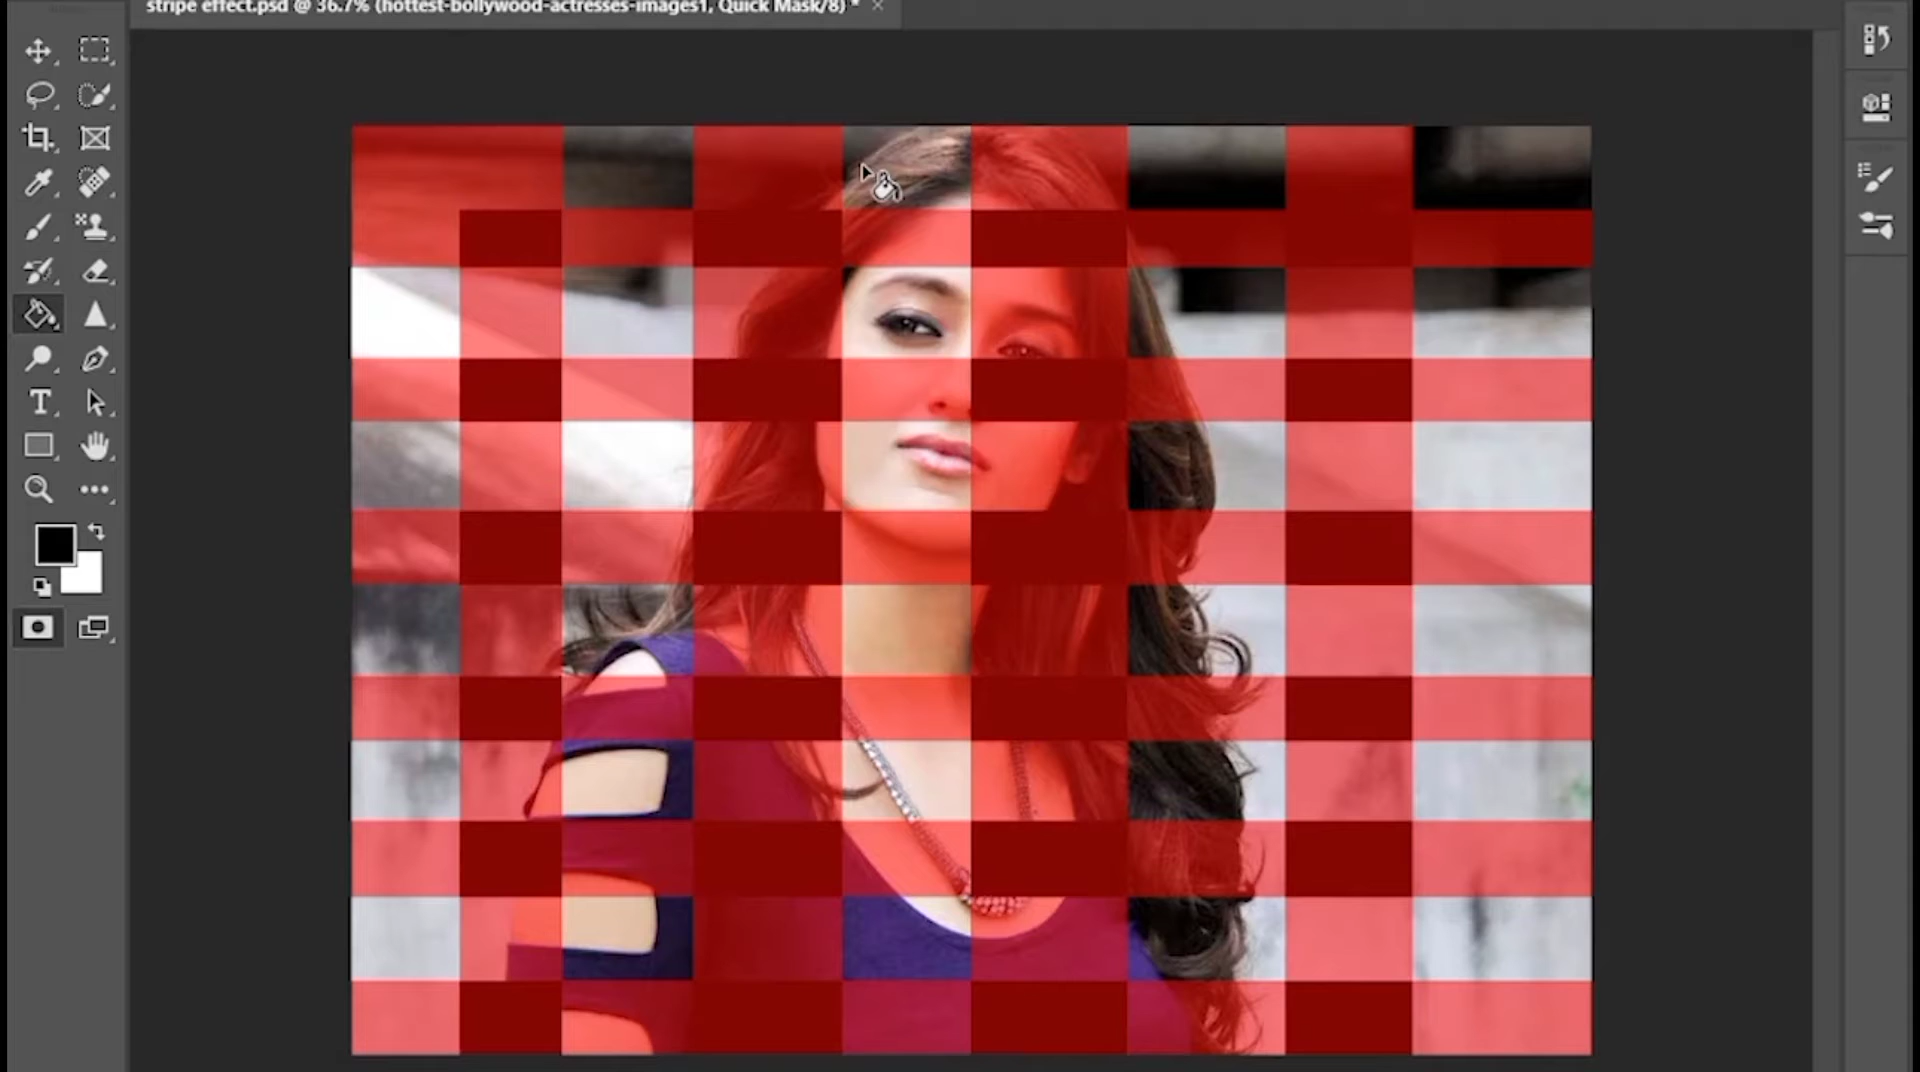 stripe effect.psd @ 36.7% (hottest-bollywood-actresses-images1, Quick Mask/8) *